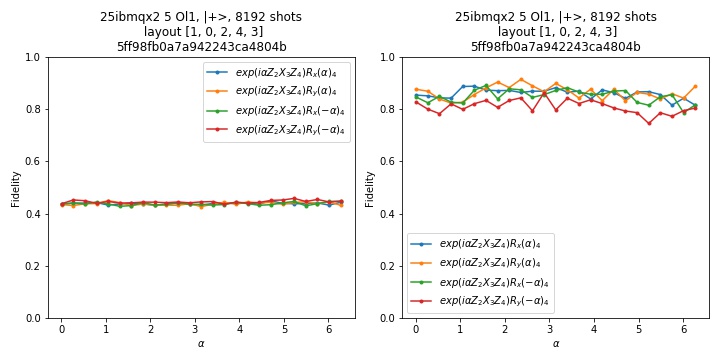 25ibmqx2 5 Ol1, |+>, 8192 shots
layout [1, 0, 2, 4, 3]
5ff98fb0a7a942243ca4804b
1.0
0.8
0.6
0.4
0.2
0.0
Fidelity
exp(iαZ₂X₃Z₄)Rₓ(α)₄
exp(iαZ₂X₃Z₄)Rᵧ(α)₄
exp(iαZ₂X₃Z₄)Rₓ(−α)₄
exp(iαZ₂X₃Z₄)Rᵧ(−α)₄
0 1 2 3 4 5 6
α
25ibmqx2 5 Ol1, |+>, 8192 shots
layout [1, 0, 2, 4, 3]
5ff98fb0a7a942243ca4804b
1.0
0.8
0.6
0.4
0.2
0.0
Fidelity
exp(iαZ₂X₃Z₄)Rₓ(α)₄
exp(iαZ₂X₃Z₄)Rᵧ(α)₄
exp(iαZ₂X₃Z₄)Rₓ(−α)₄
exp(iαZ₂X₃Z₄)Rᵧ(−α)₄
0 1 2 3 4 5 6
α